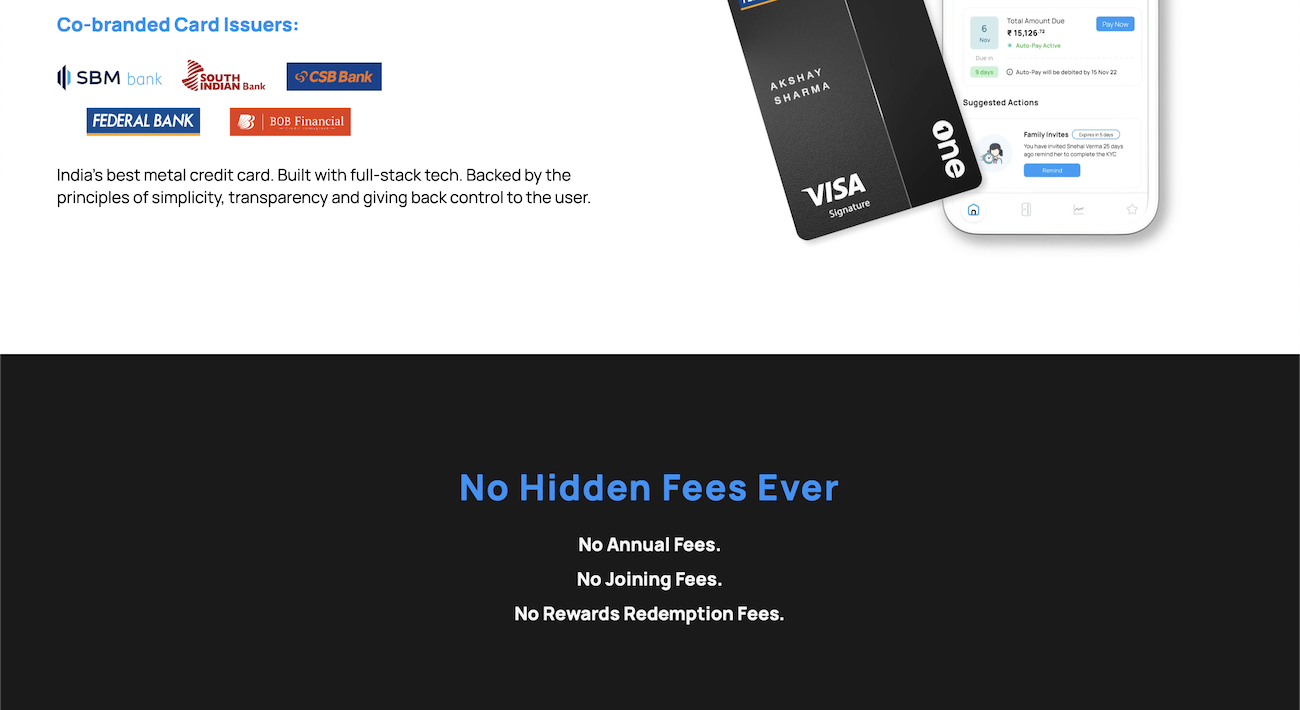 Co-branded Card Issuers:
SBM bank
SOUTH
INDIAN Bank
CSB Bank
FEDERAL BANK
BOB Financial
India's best metal credit card. Built with full-stack tech. Backed by the
principles of simplicity, transparency and giving back control to the user.
AKSHAY
SHARMA
one
VISA
Signature
6
Nov
Total Amount Due
₹ 15,126.72
Auto-Pay Active
Pay Now
Due in
9 days
Auto-Pay will be debited by 15 Nov 22
Suggested Actions
Family Invites
Expires in 5 days
You have invited Snehal Verma 25 days
ago remind her to complete the KYC
Remind
No Hidden Fees Ever
No Annual Fees.
No Joining Fees.
No Rewards Redemption Fees.